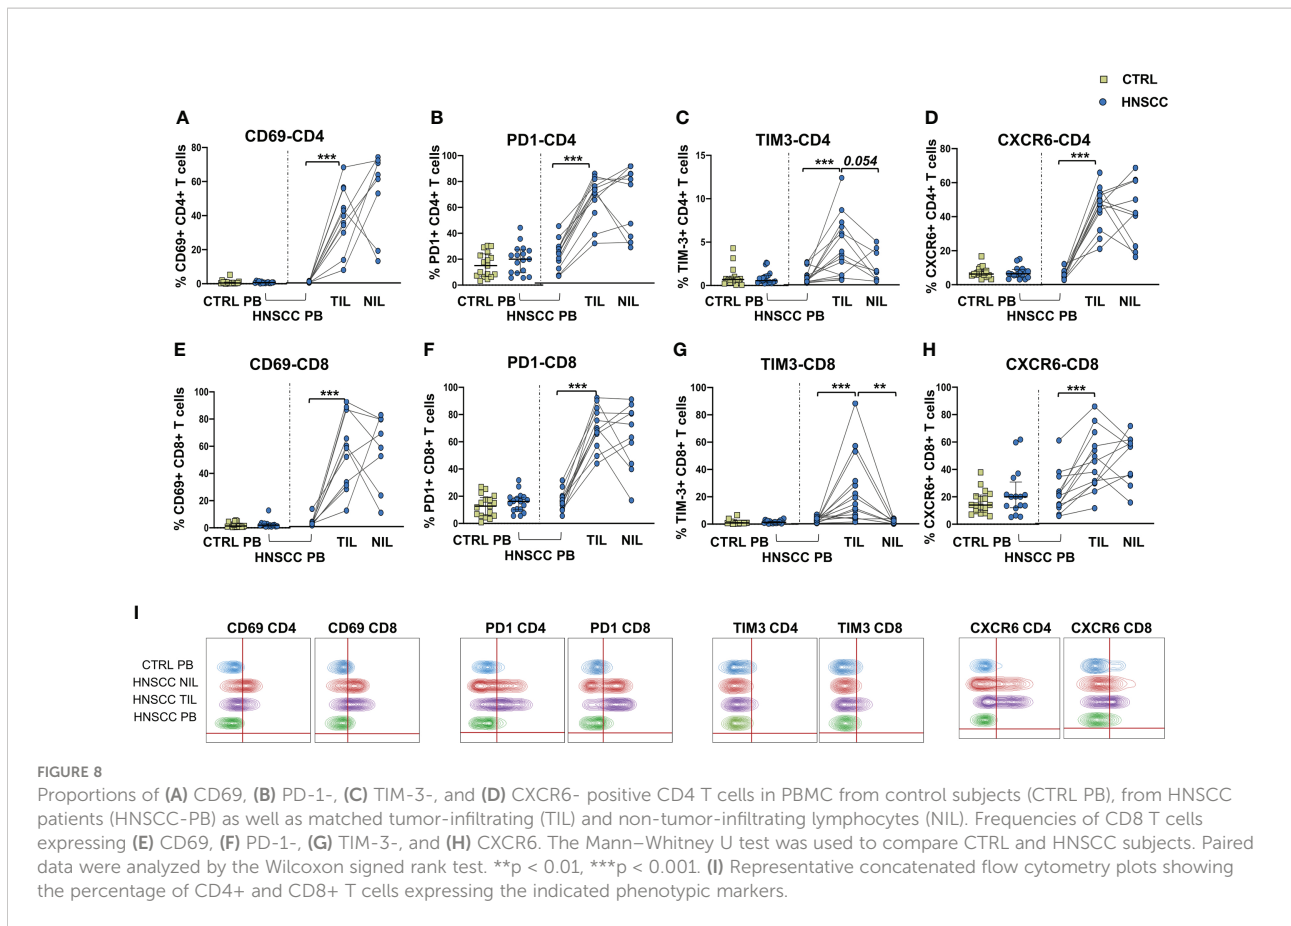 CTRL
HNSCC
A
CD69-CD4
% CD69+ CD4+ T cells
80
60
40
20
0
***
CTRL PB
TIL
NIL
HNSCC PB
B
PD1-CD4
% PD1+ CD4+ T cells
100
80
60
40
20
0
***
CTRL PB
TIL
NIL
HNSCC PB
C
TIM3-CD4
% TIM-3+ CD4+ T cells
15
10
5
0
***
0.054
CTRL PB
TIL
NIL
HNSCC PB
D
CXCR6-CD4
% CXCR6+ CD4+ T cells
80
60
40
20
0
***
CTRL PB
TIL
NIL
HNSCC PB
E
CD69-CD8
% CD69+ CD8+ T cells
100
80
60
40
20
0
***
CTRL PB
TIL
NIL
HNSCC PB
F
PD1-CD8
% PD1+ CD8+ T cells
100
80
60
40
20
0
***
CTRL PB
TIL
NIL
HNSCC PB
G
TIM3-CD8
% TIM-3+ CD8+ T cells
100
80
60
40
20
0
***
**
CTRL PB
TIL
NIL
HNSCC PB
H
CXCR6-CD8
% CXCR6+ CD8+ T cells
100
80
60
40
20
0
***
CTRL PB
TIL
NIL
HNSCC PB
I
CD69 CD4
CD69 CD8
PD1 CD4
PD1 CD8
TIM3 CD4
TIM3 CD8
CXCR6 CD4
CXCR6 CD8
CTRL PB
HNSCC NIL
HNSCC TIL
HNSCC PB
FIGURE 8
Proportions of (A) CD69, (B) PD-1-, (C) TIM-3-, and (D) CXCR6- positive CD4 T cells in PBMC from control subjects (CTRL PB), from HNSCC
patients (HNSCC-PB) as well as matched tumor-infiltrating (TIL) and non-tumor-infiltrating lymphocytes (NIL). Frequencies of CD8 T cells
expressing (E) CD69, (F) PD-1-, (G) TIM-3-, and (H) CXCR6. The Mann–Whitney U test was used to compare CTRL and HNSCC subjects. Paired
data were analyzed by the Wilcoxon signed rank test. **p < 0.01, ***p < 0.001. (I) Representative concatenated flow cytometry plots showing
the percentage of CD4+ and CD8+ T cells expressing the indicated phenotypic markers.